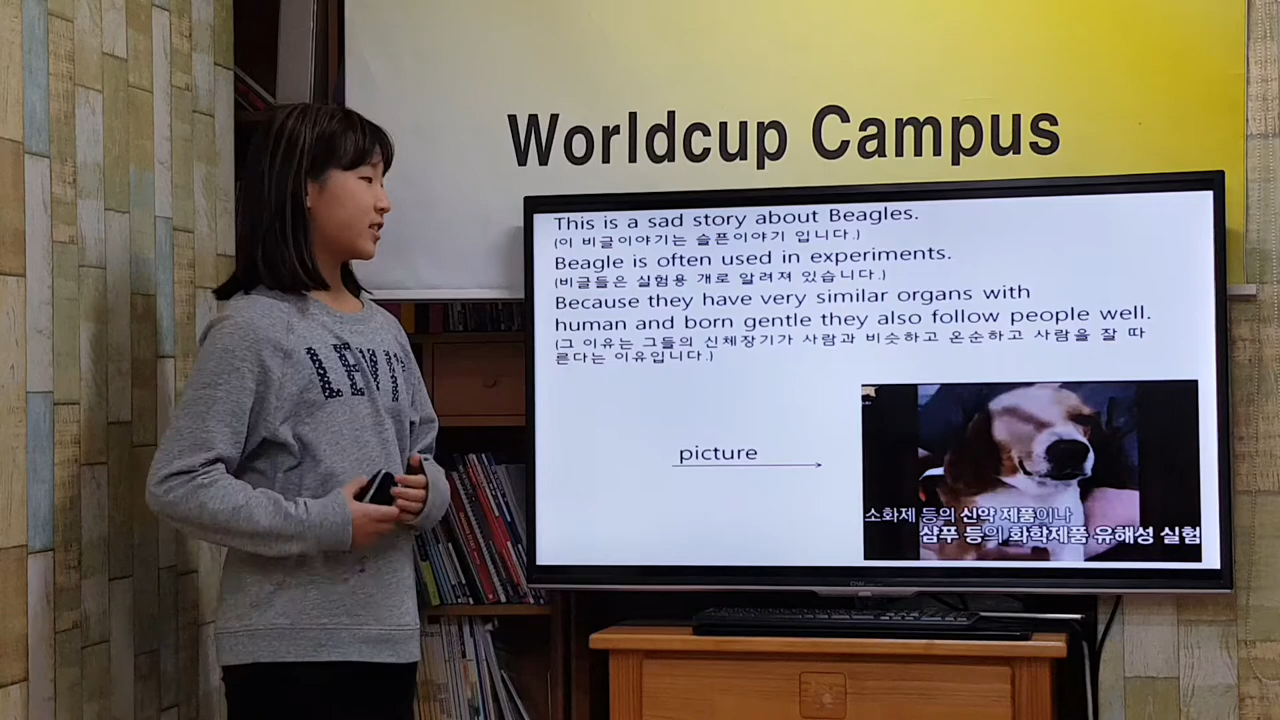 Worldcup Campus
This is a sad story about Beagles.
(이 비글이야기는 슬픈이야기 입니다.)
Beagle is often used in experiments.
(비글들은 실험용 개로 알려져 있습니다.)
Because they have very similar organs with
human and born gentle they also follow people well.
(그 이유는 그들의 신체장기가 사람과 비슷하고 온순하고 사람을 잘 따
른다는 이유입니다.)
picture
소화제 등의 신약 제품이나
샴푸 등의 화학제품 유해성 실험
LEVI'